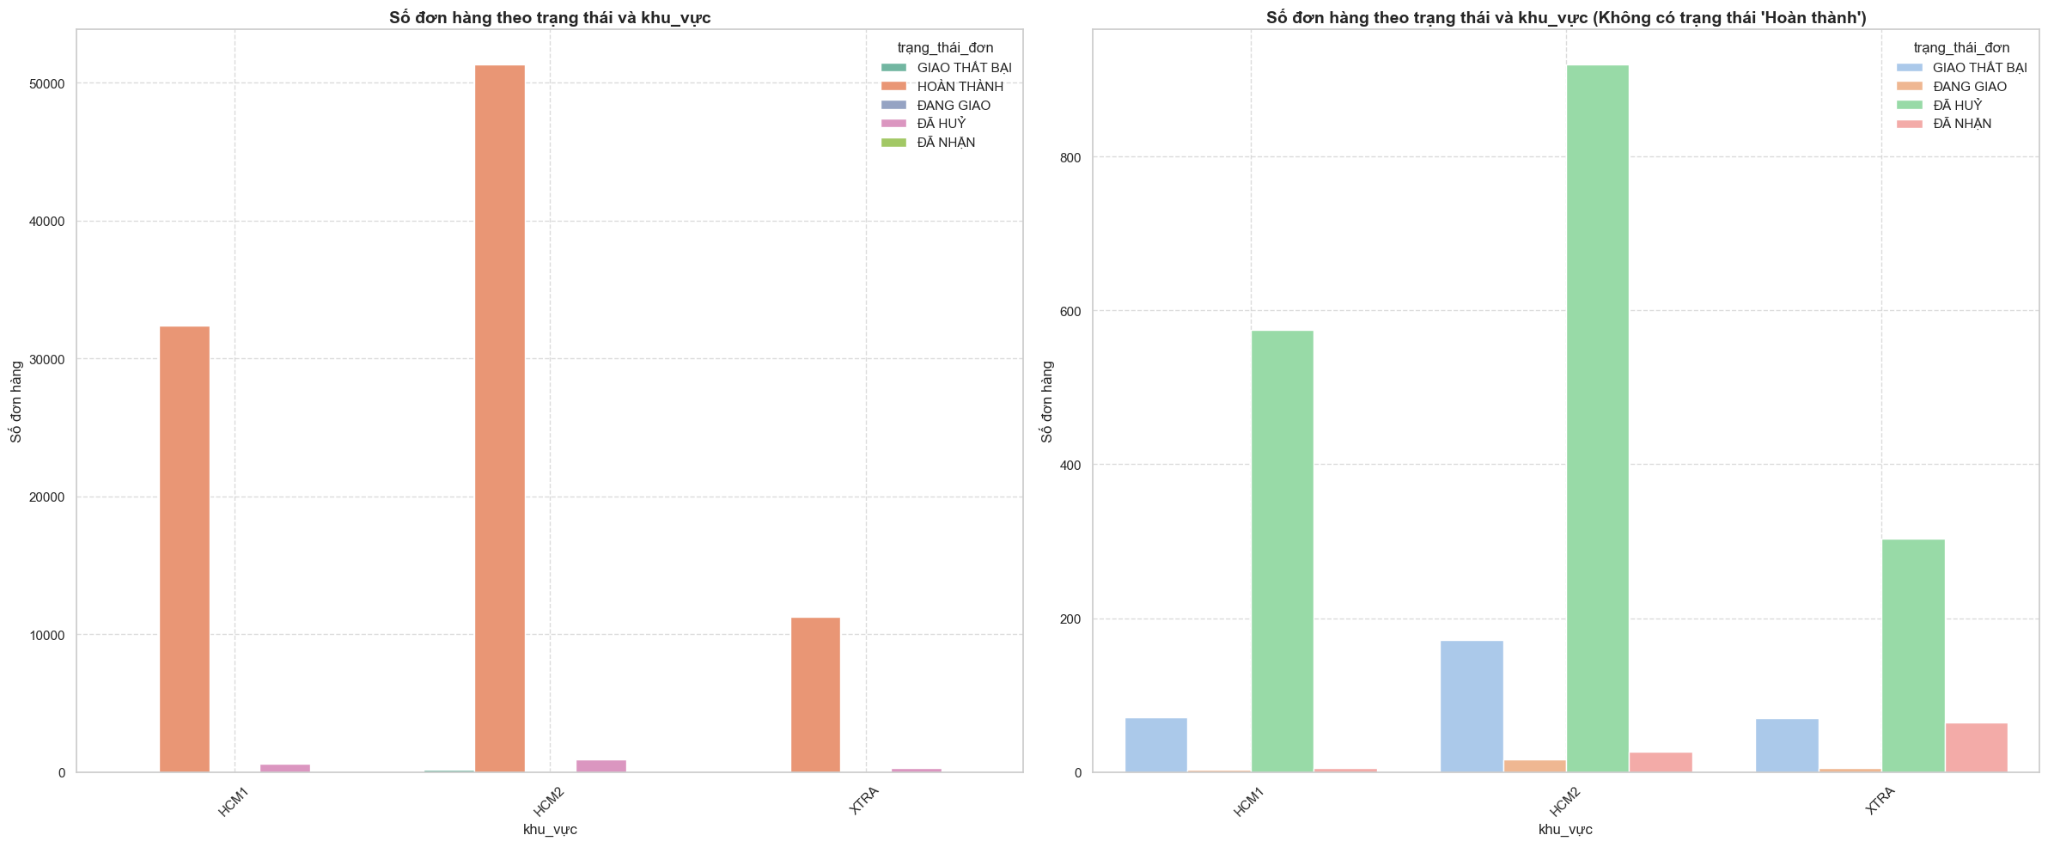 Số đơn hàng theo trạng thái và khu_vực
trạng_thái_đơn
GIAO THẤT BẠI
HOÀN THÀNH
ĐANG GIAO
ĐÃ HUỶ
ĐÃ NHẬN
50000
40000
30000
20000
10000
0
Số đơn hàng
HCM1
HCM2
XTRA
khu_vực
Số đơn hàng theo trạng thái và khu_vực (Không có trạng thái 'Hoàn thành')
trạng_thái_đơn
GIAO THẤT BẠI
ĐANG GIAO
ĐÃ HUỶ
ĐÃ NHẬN
800
600
400
200
0
Số đơn hàng
HCM1
HCM2
XTRA
khu_vực